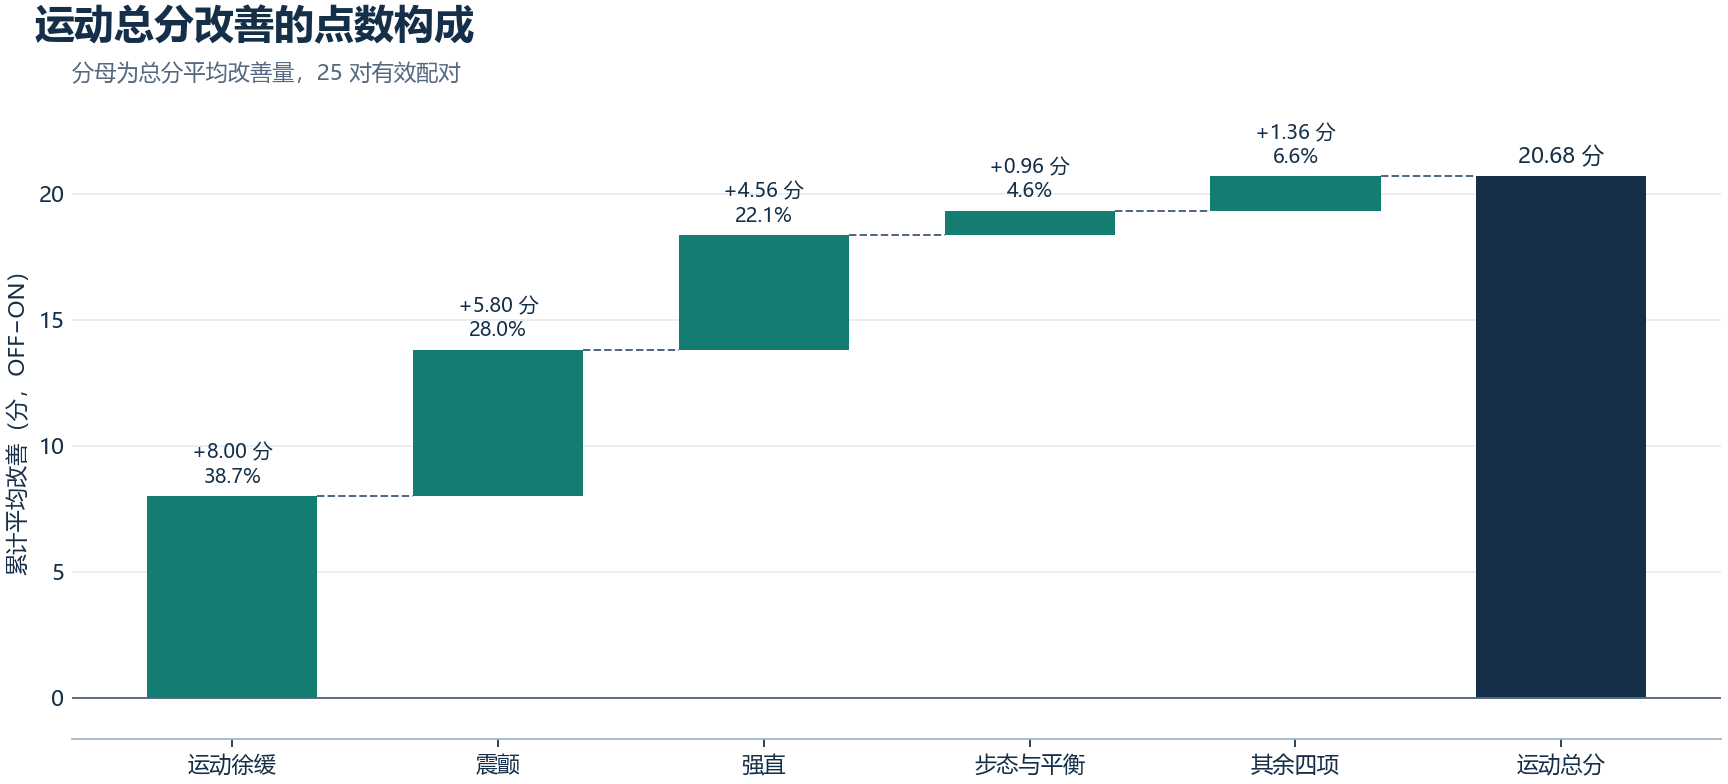 运动总分改善的点数构成
分母为总分平均改善量，25 对有效配对
累计平均改善（分，OFF−ON）
20
15
10
5
0
+8.00 分
38.7%
+5.80 分
28.0%
+4.56 分
22.1%
+0.96 分
4.6%
+1.36 分
6.6%
20.68 分
运动徐缓
震颤
强直
步态与平衡
其余四项
运动总分